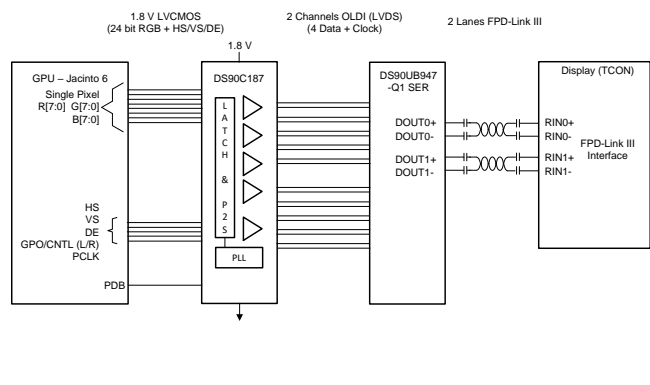 1.8 V LVCMOS
(24 bit RGB + HS/VS/DE)
2 Channels OLDI (LVDS)
(4 Data + Clock)
2 Lanes FPD-Link III
1.8 V
GPU – Jacinto 6
Single Pixel
R[7:0] G[7:0]
B[7:0]
HS
VS
DE
GPO/CNTL (L/R)
PCLK
PDB
DS90C187
LATCH & P2S
PLL
DS90UB947
-Q1 SER
DOUT0+
DOUT0-
DOUT1+
DOUT1-
Display (TCON)
RIN0+
RIN0-
RIN1+
RIN1-
FPD-Link III
Interface